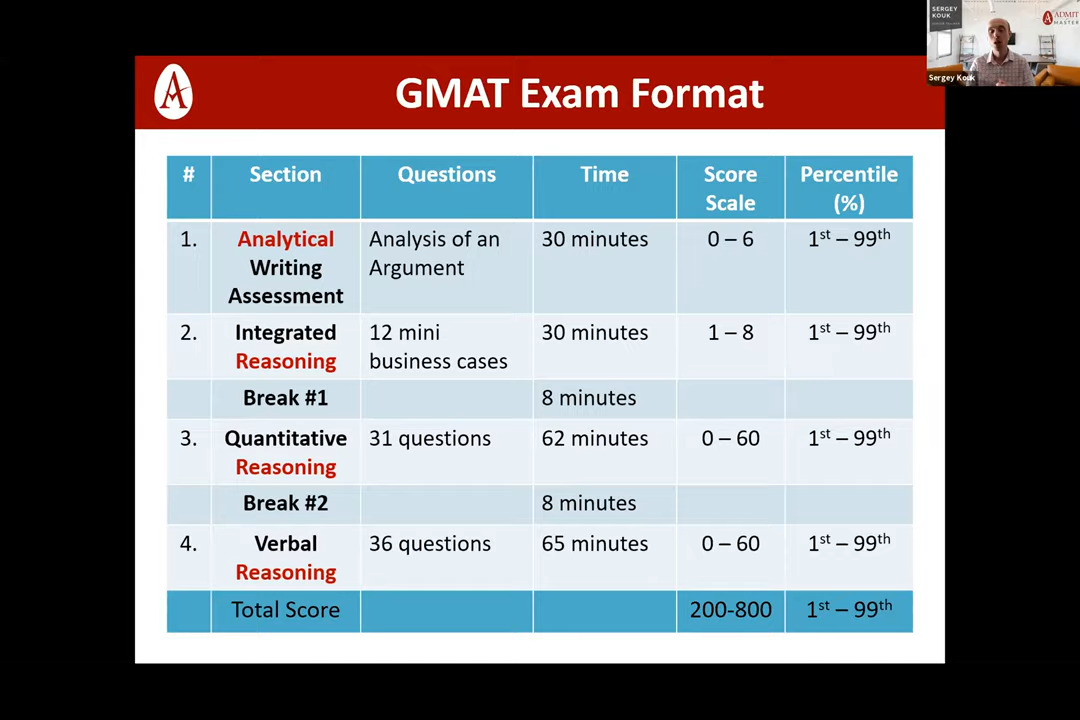 SERGEY
KOUK
ADMIT
MASTER
Sergey Kouk
GMAT Exam Format
# Section Questions Time Score Scale Percentile (%)
1. Analytical Writing Assessment Analysis of an Argument 30 minutes 0 – 6 1st – 99th
2. Integrated Reasoning 12 mini business cases 30 minutes 1 – 8 1st – 99th
Break #1 8 minutes
3. Quantitative Reasoning 31 questions 62 minutes 0 – 60 1st – 99th
Break #2 8 minutes
4. Verbal Reasoning 36 questions 65 minutes 0 – 60 1st – 99th
Total Score 200-800 1st – 99th